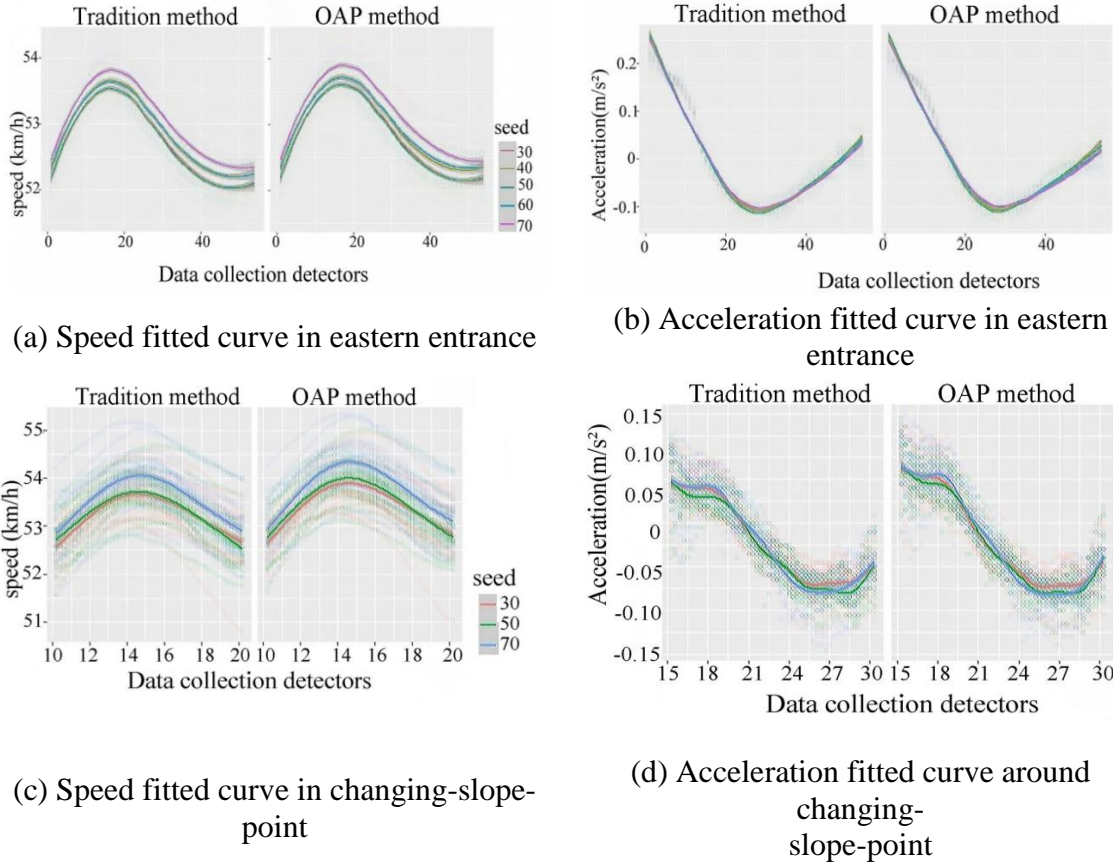 Tradition method OAP method
54
53
52
speed (km/h)
0 20 40 0 20 40
Data collection detectors
seed
30
40
50
60
70
(a) Speed fitted curve in eastern entrance
Tradition method OAP method
0.2
0.1
0
-0.1
Acceleration(m/s²)
0 20 40 0 20 40
Data collection detectors
(b) Acceleration fitted curve in eastern
entrance
Tradition method OAP method
55
54
53
52
51
speed (km/h)
10 12 14 16 18 20 10 12 14 16 18 20
Data collection detectors
seed
30
50
70
(c) Speed fitted curve in changing-slope-
point
Tradition method OAP method
0.15
0.10
0.05
0
-0.05
-0.10
-0.15
Acceleration(m/s²)
15 18 21 24 27 30 15 18 21 24 27 30
Data collection detectors
(d) Acceleration fitted curve around
changing-
slope-point